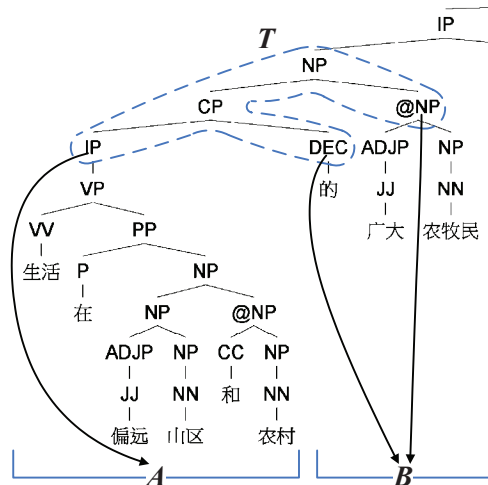 IP
T
NP
CP @NP
IP DEC ADJP NP
VP 的 JJ NN
VV PP 广大 农牧民
生活 P NP
在 NP @NP
ADJP NP CC NP
JJ NN 和 NN
偏远 山区 农村
A B